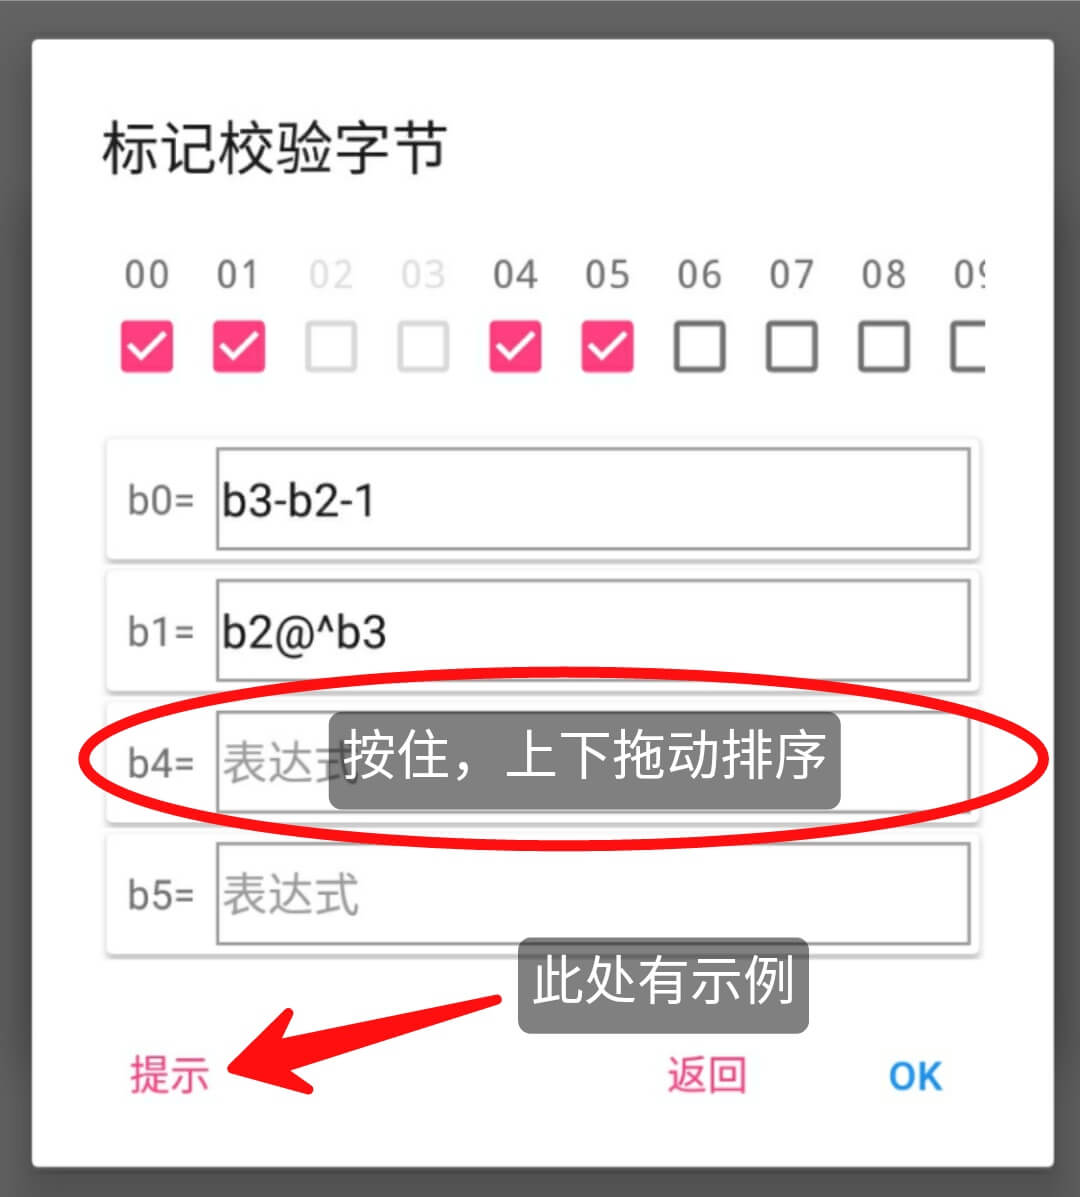 标记校验字节
00 01 02 03 04 05 06 07 08 09
b0= b3-b2-1
b1= b2@^b3
b4= 表达式
按住，上下拖动排序
b5= 表达式
此处有示例
提示 返回 OK